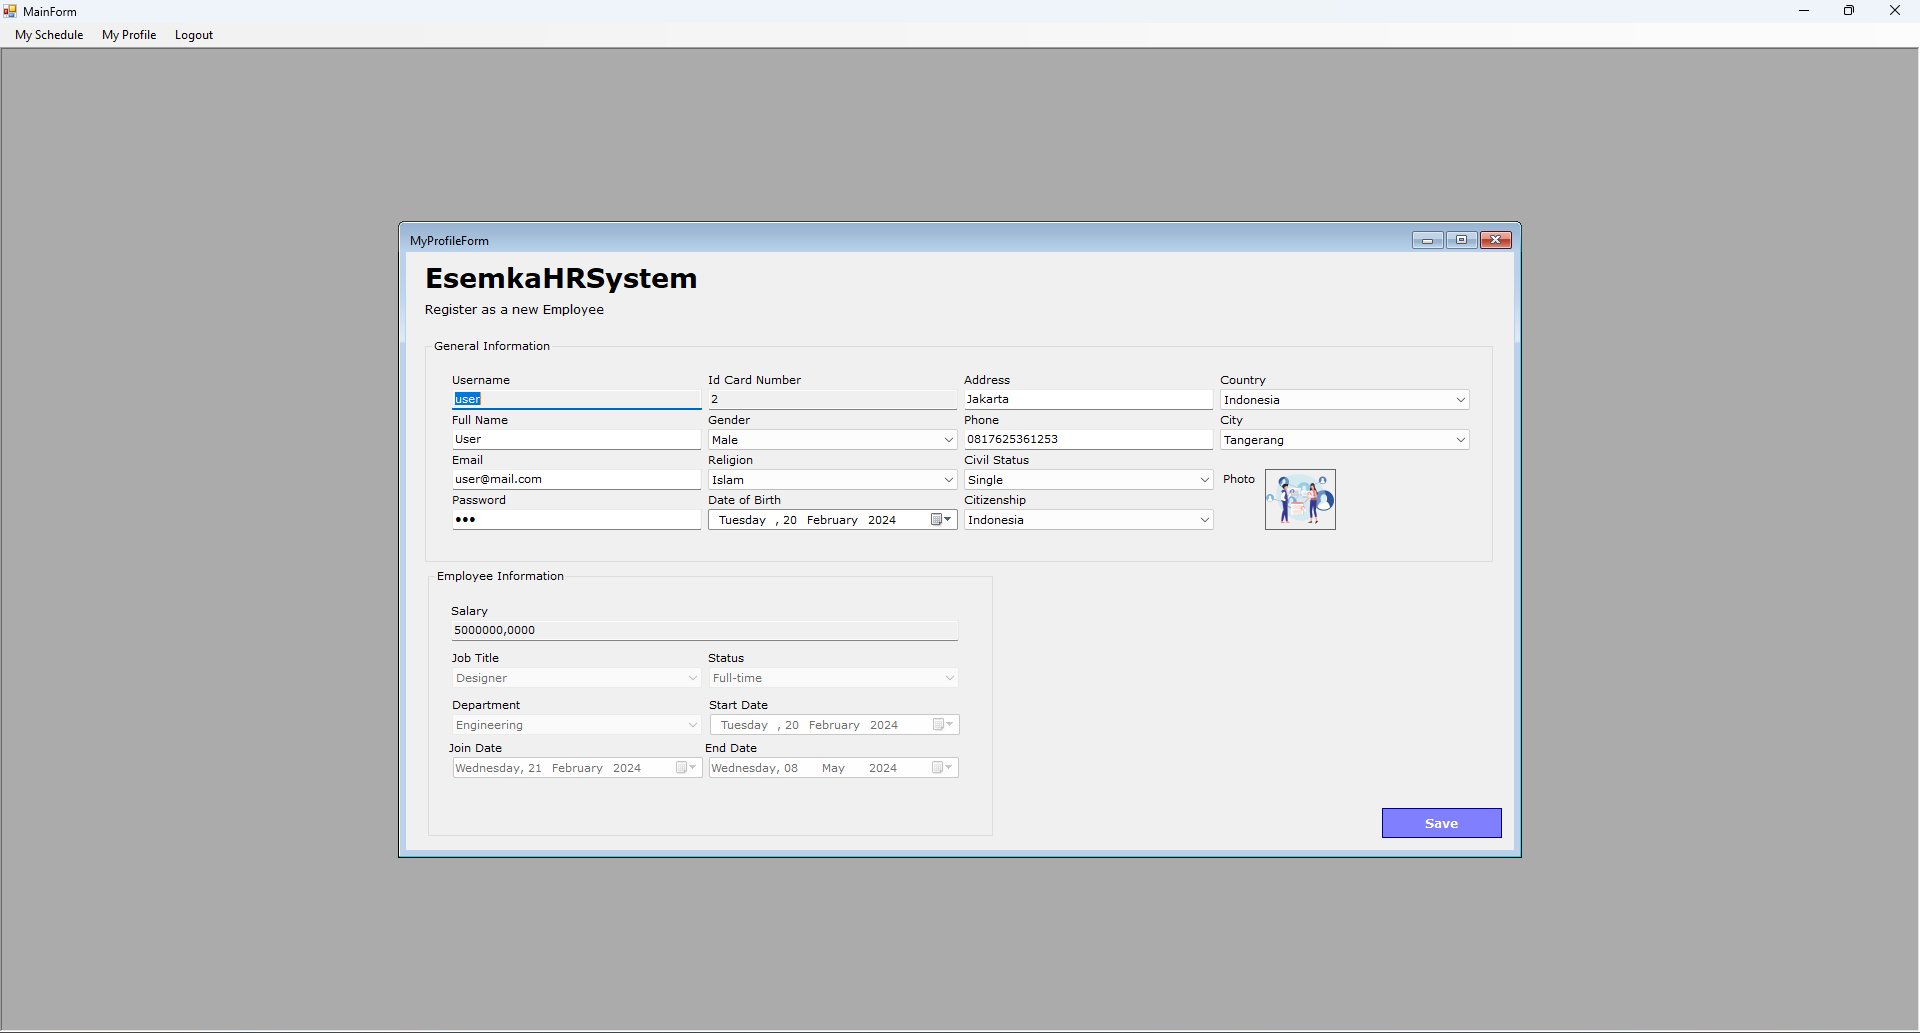 MainForm
My Schedule My Profile Logout
MyProfileForm
EsemkaHRSystem
Register as a new Employee
General Information
Username Id Card Number Address Country
user 2 Jakarta Indonesia
Full Name Gender Phone City
User Male 0817625361253 Tangerang
Email Religion Civil Status
user@mail.com Islam Single Photo
Password Date of Birth Citizenship
●●● Tuesday , 20 February 2024 Indonesia
Employee Information
Salary
5000000,0000
Job Title Status
Designer Full-time
Department Start Date
Engineering Tuesday , 20 February 2024
Join Date End Date
Wednesday, 21 February 2024 Wednesday, 08 May 2024
Save